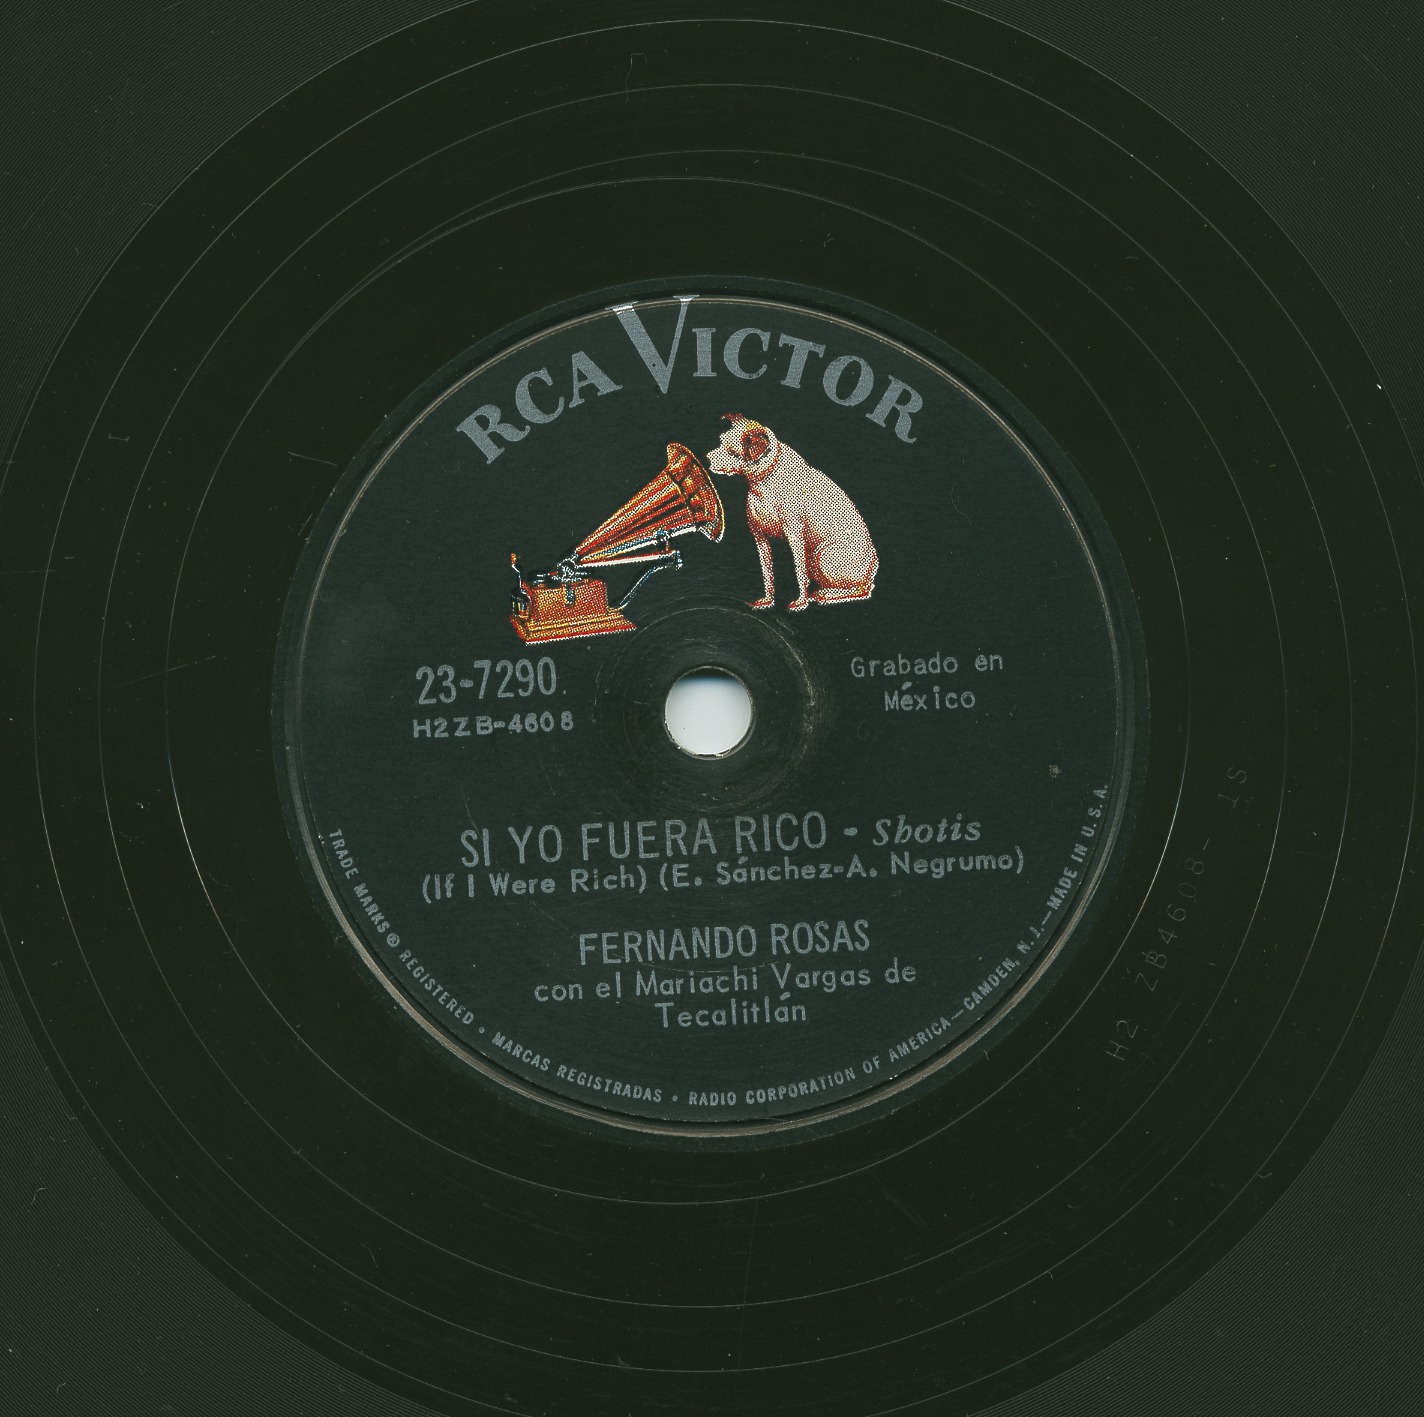 RCA VICTOR
23-7290
H2ZB-4608
Grabado en
México
SI YO FUERA RICO - Shotis
(If I Were Rich) (E. Sánchez-A. Negrumo)
FERNANDO ROSAS
con el Mariachi Vargas de
Tecalitlán
TRADE MARKS ® REGISTERED • MARCAS REGISTRADAS • RADIO CORPORATION OF AMERICA — CAMDEN, N. J. — MADE IN U. S. A.
H2 ZB4608- 1S